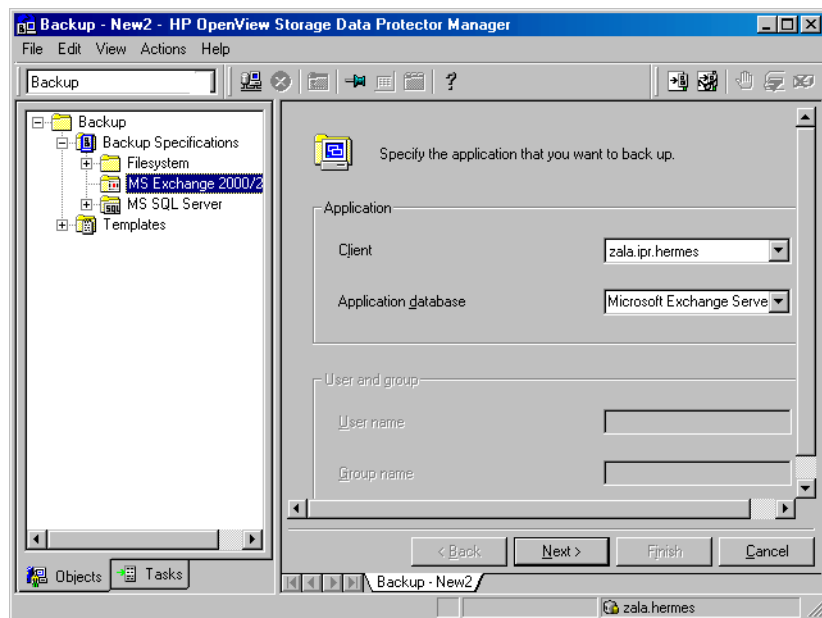 Backup - New2 - HP OpenView Storage Data Protector Manager
File Edit View Actions Help
Backup
Backup
Backup Specifications
Filesystem
MS Exchange 2000/2
MS SQL Server
Templates
Specify the application that you want to back up.
Application
Client
zala.ipr.hermes
Application database
Microsoft Exchange Serve
User and group
User name
Group name
< Back
Next >
Finish
Cancel
Objects
Tasks
Backup - New2
zala.hermes